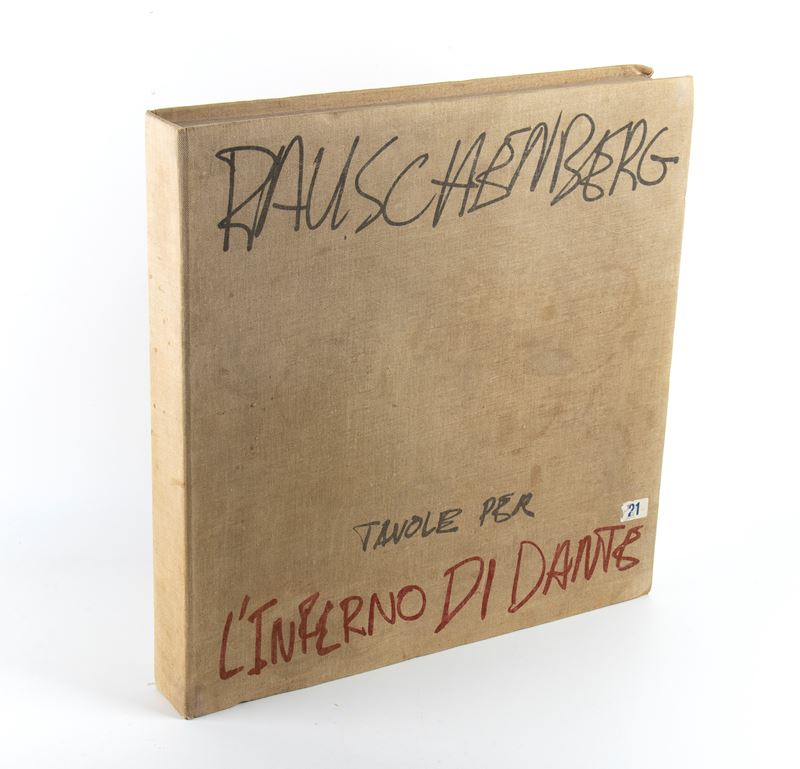 RAUSCHENBERG
TAVOLE PER
21
L'INFERNO DI DANTE